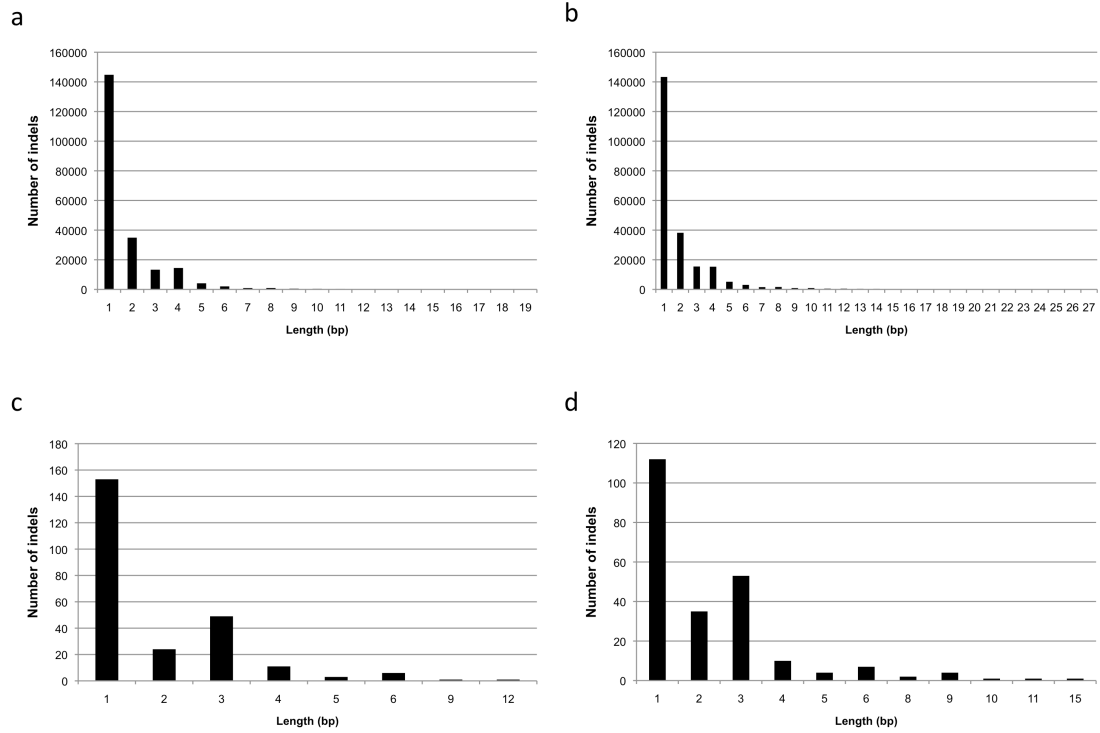 a
160000
140000
120000
100000
80000
60000
40000
20000
0
Number of indels
1 2 3 4 5 6 7 8 9 10 11 12 13 14 15 16 17 18 19
Length (bp)
b
160000
140000
120000
100000
80000
60000
40000
20000
0
Number of indels
1 2 3 4 5 6 7 8 9 10 11 12 13 14 15 16 17 18 19 20 21 22 23 24 25 26 27
Length (bp)
c
180
160
140
120
100
80
60
40
20
0
Number of indels
1 2 3 4 5 6 9 12
Length (bp)
d
120
100
80
60
40
20
0
Number of indels
1 2 3 4 5 6 8 9 10 11 15
Length (bp)